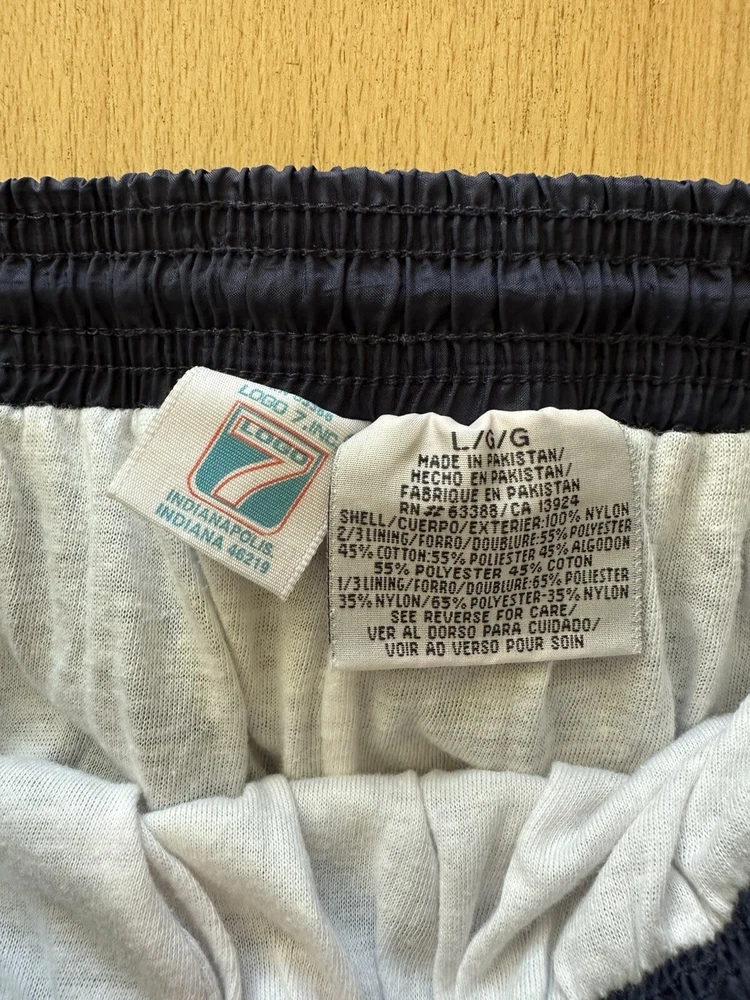 LOGO 7, INC
LOGO
7
INDIANAPOLIS,
INDIANA 46219
L/G/G
MADE IN PAKISTAN/
HECHO EN PAKISTAN/
FABRIQUE EN PAKISTAN
RN # 63388/CA 13924
SHELL/CUERPO/EXTERIER:100% NYLON
2/3 LINING/FORRO/DOUBLURE:55% POLYESTER
45% COTTON:55% POLIESTER 45% ALGODON
55% POLYESTER 45% COTON
1/3 LINING/FORRO/DOUBLURE:65% POLIESTER
35% NYLON/65% POLYESTER-35% NYLON
SEE REVERSE FOR CARE/
VER AL DORSO PARA CUIDADO/
VOIR AD VERSO POUR SOIN